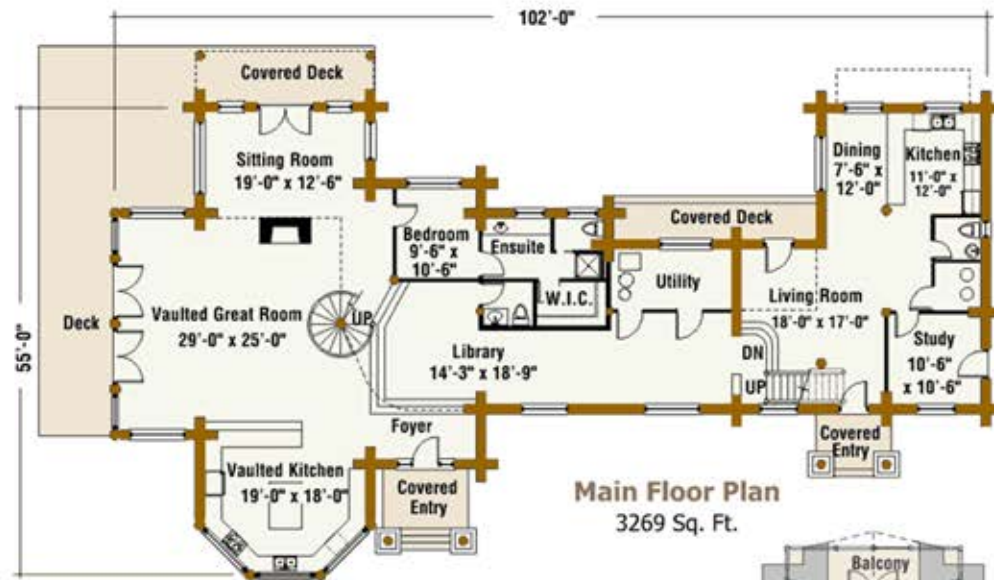 102'-0"
Covered Deck
Sitting Room
19'-0" x 12'-6"
Dining
7'-6" x
12'-0"
Kitchen
11'-0" x
12'-0"
Bedroom
9'-6" x
10'-6"
Ensuite
Covered Deck
W.I.C.
Utility
55'-0"
Deck
Vaulted Great Room
29'-0" x 25'-0"
UP
Living Room
18'-0" x 17'-0"
Library
14'-3" x 18'-9"
DN
UP
Study
10'-6"
x 10'-6"
Foyer
Covered
Entry
Vaulted Kitchen
19'-0" x 18'-0"
Covered
Entry
Main Floor Plan
3269 Sq. Ft.
Balcony